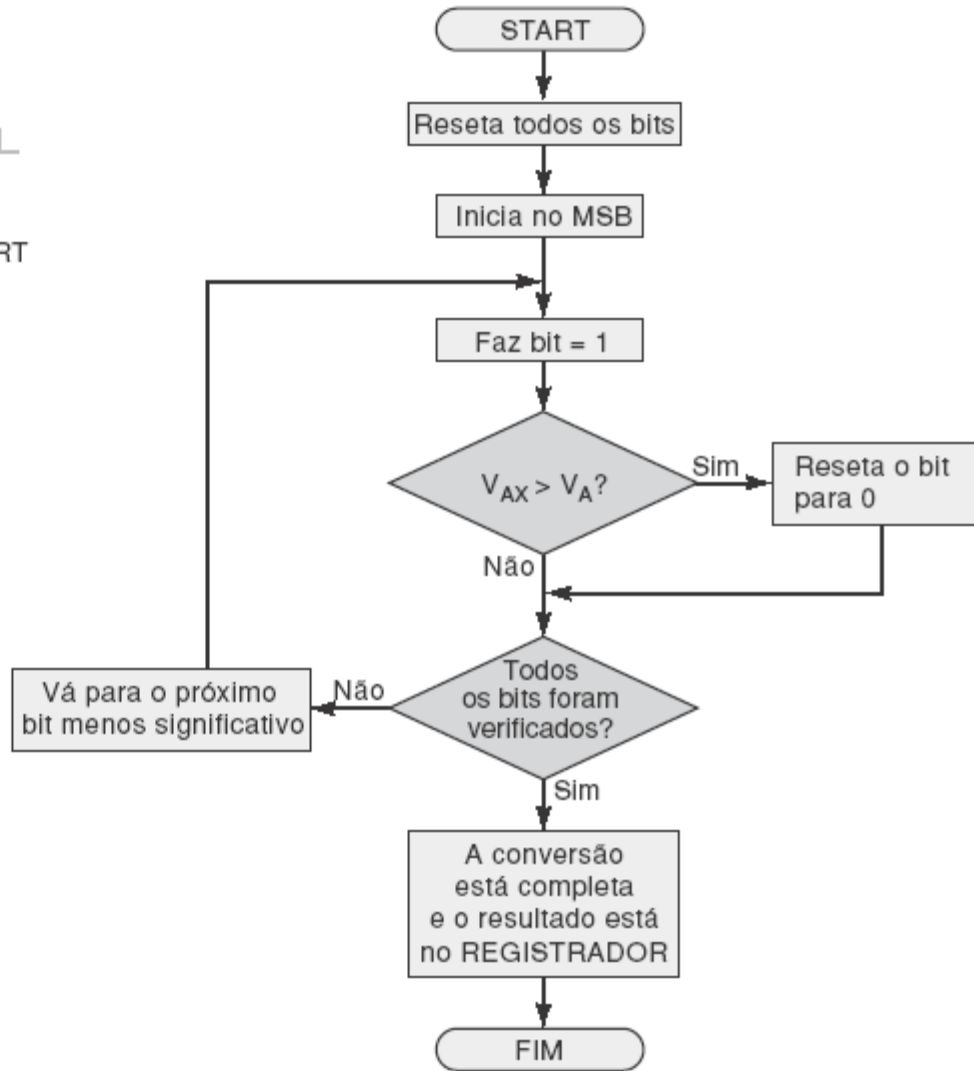 START
Reseta todos os bits
Inicia no MSB
RT
Faz bit = 1
V_AX > V_A?
Sim
Reseta o bit
para 0
Não
Todos
os bits foram
verificados?
Não
Vá para o próximo
bit menos significativo
Sim
A conversão
está completa
e o resultado está
no REGISTRADOR
FIM